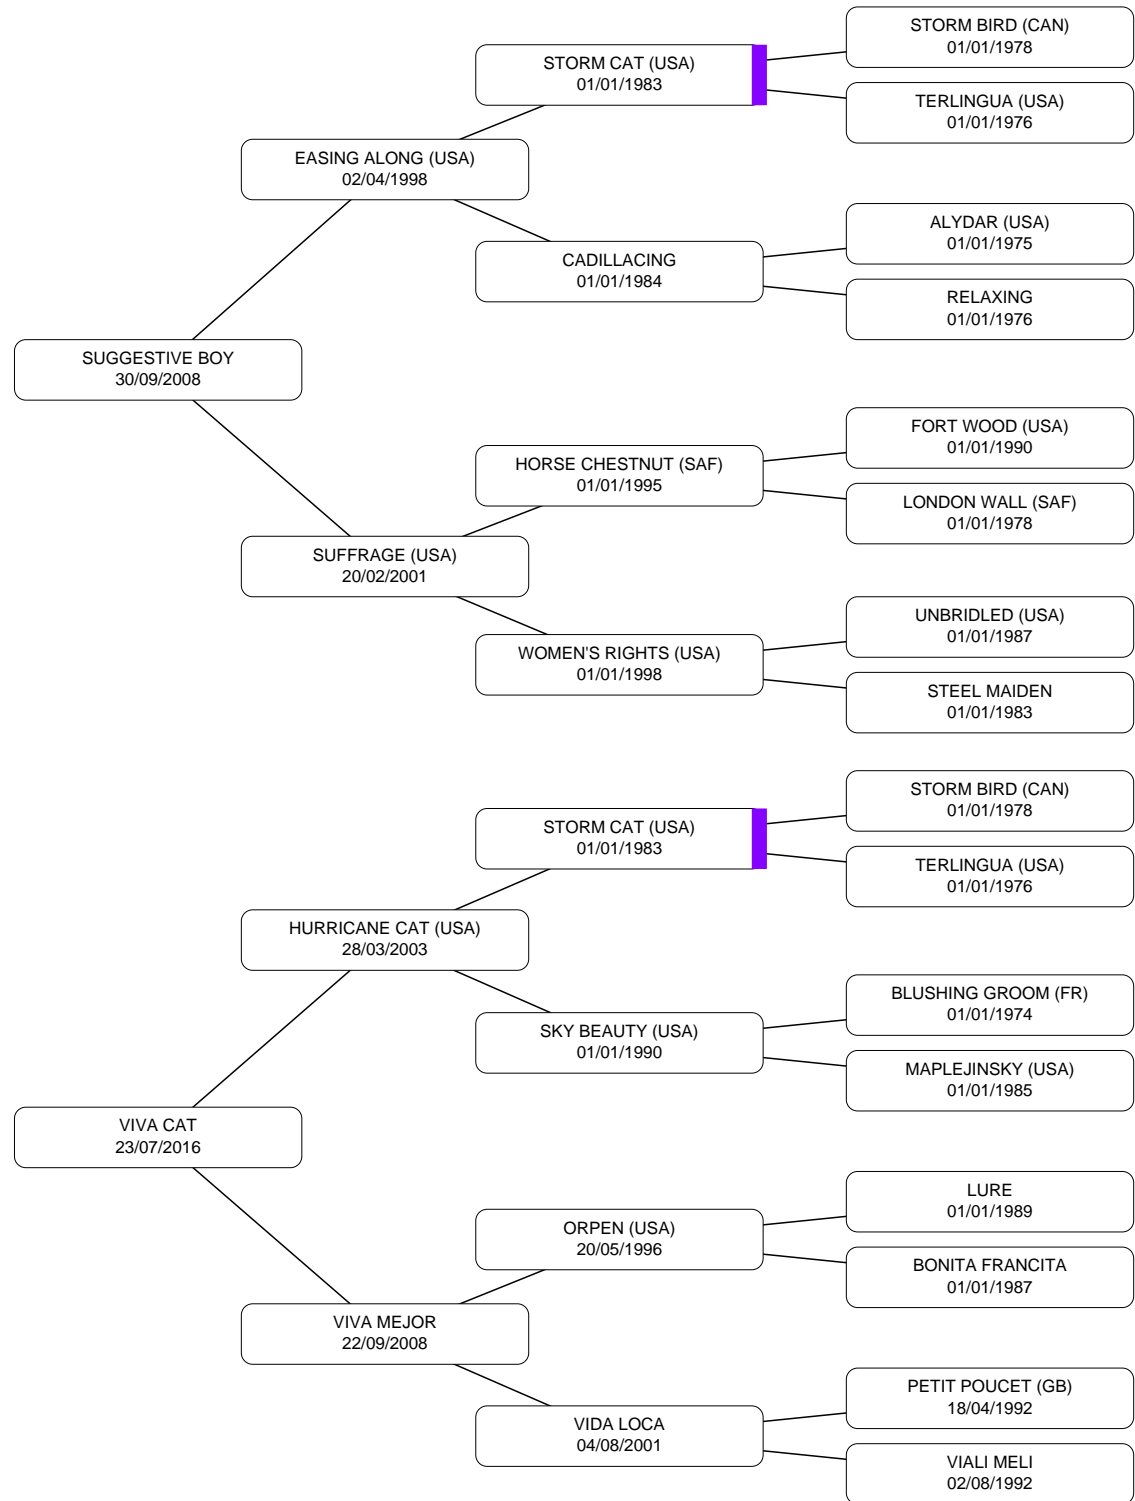 STORM BIRD (CAN)
01/01/1978
STORM CAT (USA)
01/01/1983
TERLINGUA (USA)
01/01/1976
EASING ALONG (USA)
02/04/1998
ALYDAR (USA)
01/01/1975
CADILLACING
01/01/1984
RELAXING
01/01/1976
SUGGESTIVE BOY
30/09/2008
FORT WOOD (USA)
01/01/1990
HORSE CHESTNUT (SAF)
01/01/1995
LONDON WALL (SAF)
01/01/1978
SUFFRAGE (USA)
20/02/2001
UNBRIDLED (USA)
01/01/1987
WOMEN'S RIGHTS (USA)
01/01/1998
STEEL MAIDEN
01/01/1983
STORM BIRD (CAN)
01/01/1978
STORM CAT (USA)
01/01/1983
TERLINGUA (USA)
01/01/1976
HURRICANE CAT (USA)
28/03/2003
BLUSHING GROOM (FR)
01/01/1974
SKY BEAUTY (USA)
01/01/1990
MAPLEJINSKY (USA)
01/01/1985
VIVA CAT
23/07/2016
LURE
01/01/1989
ORPEN (USA)
20/05/1996
BONITA FRANCITA
01/01/1987
VIVA MEJOR
22/09/2008
PETIT POUCET (GB)
18/04/1992
VIDA LOCA
04/08/2001
VIALI MELI
02/08/1992